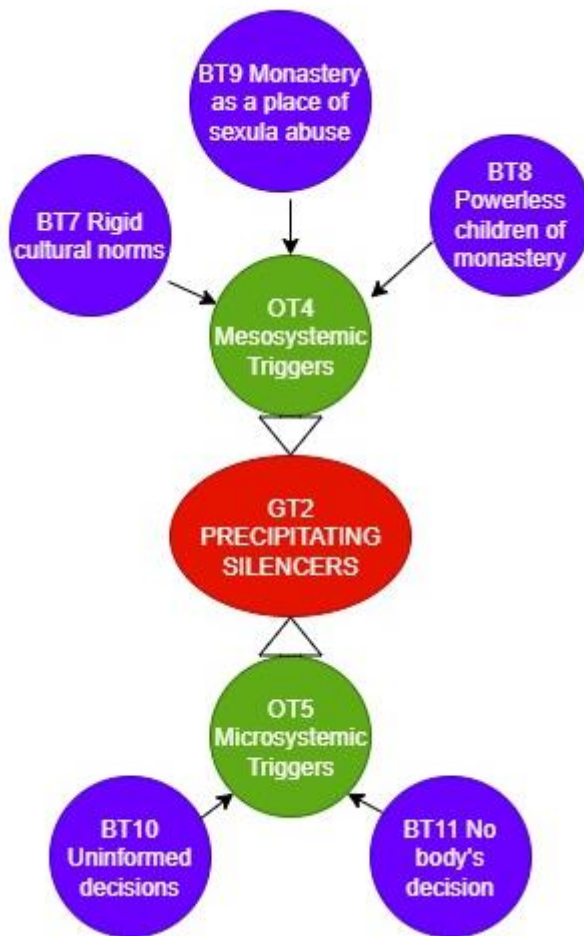 BT9 Monastery
as a place of
sexula abuse
BT7 Rigid
cultural norms
BT8
Powerless
children of
monastery
OT4
Mesosystemic
Triggers
GT2
PRECIPITATING
SILENCERS
OT5
Microsystemic
Triggers
BT10
Uninformed
decisions
BT11 No
body's
decision